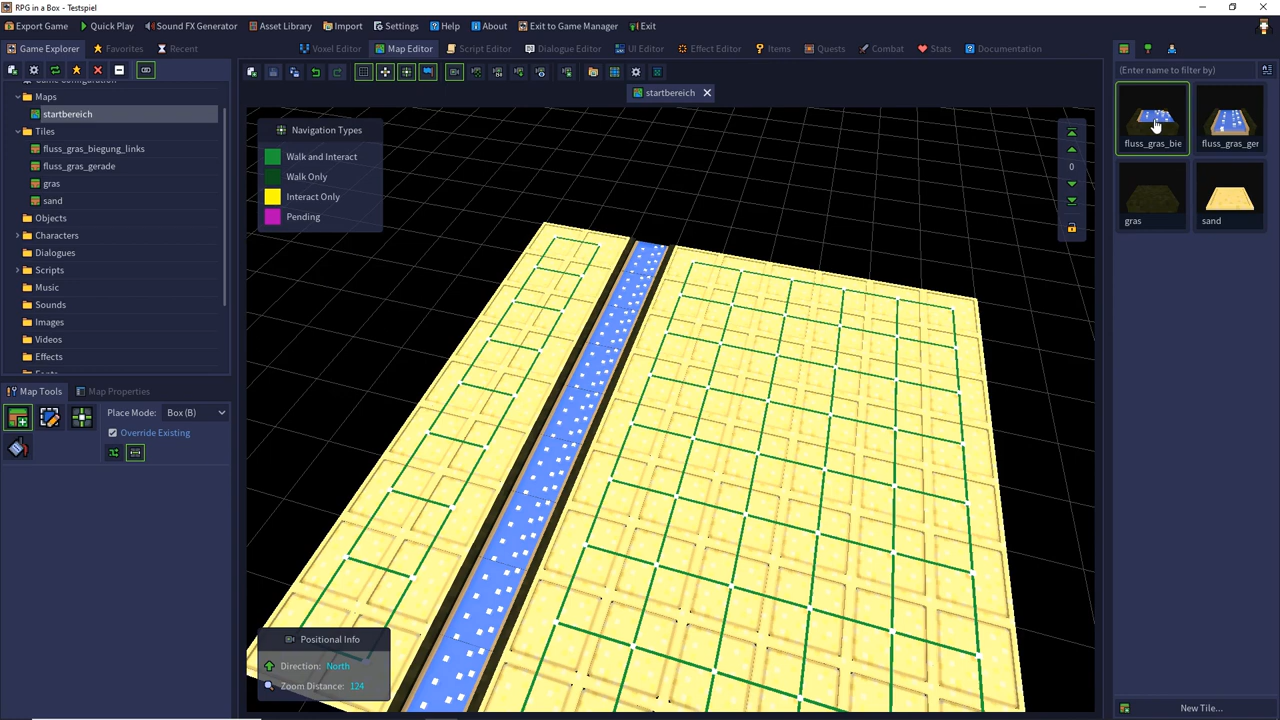 RPG in a Box - Testspiel
Export Game Quick Play Sound FX Generator Asset Library Import Settings Help About Exit to Game Manager Exit
Game Explorer Favorites Recent Voxel Editor Map Editor Script Editor Dialogue Editor UI Editor Effect Editor Items Quests Combat Stats Documentation
(Enter name to filter by)
startbereich
Maps
startbereich
Tiles
fluss_gras_biegung_links
fluss_gras_gerade
gras
sand
Objects
Characters
Dialogues
Scripts
Music
Sounds
Images
Videos
Effects
Navigation Types
Walk and Interact
Walk Only
Interact Only
Pending
0
fluss_gras_bie fluss_gras_ger
gras sand
Map Tools Map Properties
Place Mode: Box (B)
Override Existing
Positional Info
Direction: North
Zoom Distance: 124
New Tile...